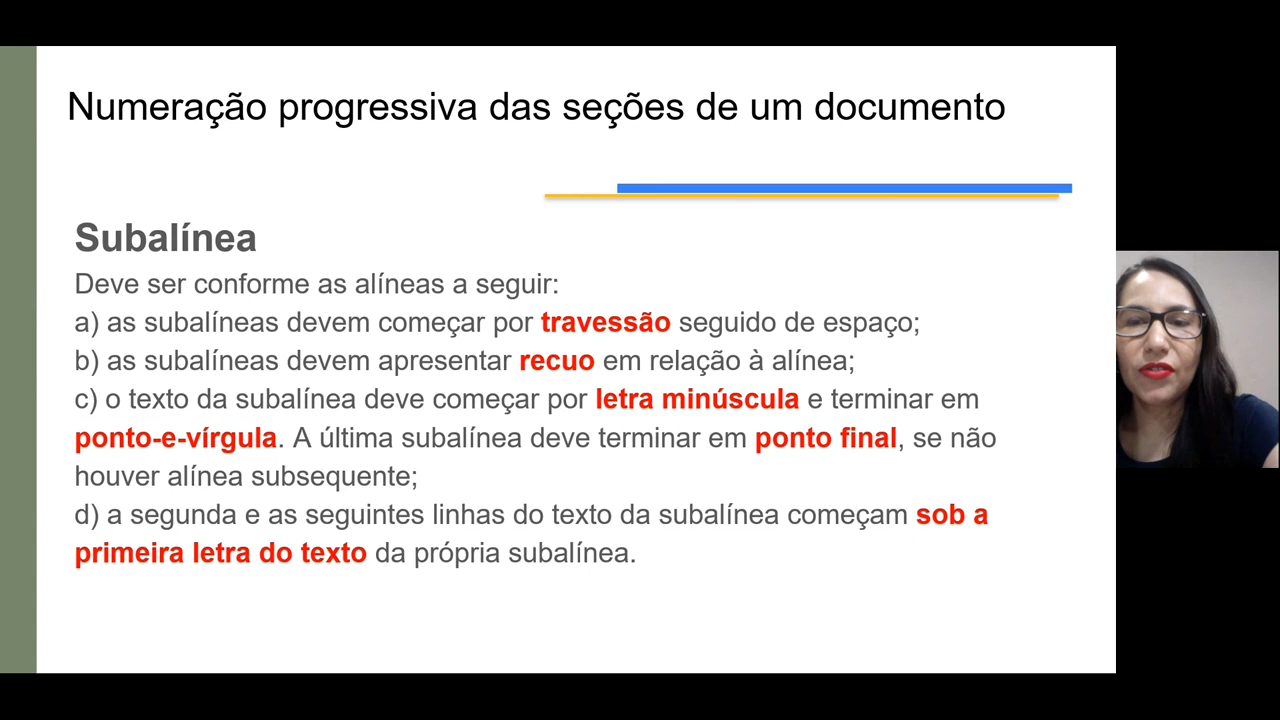 Numeração progressiva das seções de um documento
Subalínea
Deve ser conforme as alíneas a seguir:
a) as subalíneas devem começar por travessão seguido de espaço;
b) as subalíneas devem apresentar recuo em relação à alínea;
c) o texto da subalínea deve começar por letra minúscula e terminar em
ponto-e-vírgula. A última subalínea deve terminar em ponto final, se não
houver alínea subsequente;
d) a segunda e as seguintes linhas do texto da subalínea começam sob a
primeira letra do texto da própria subalínea.